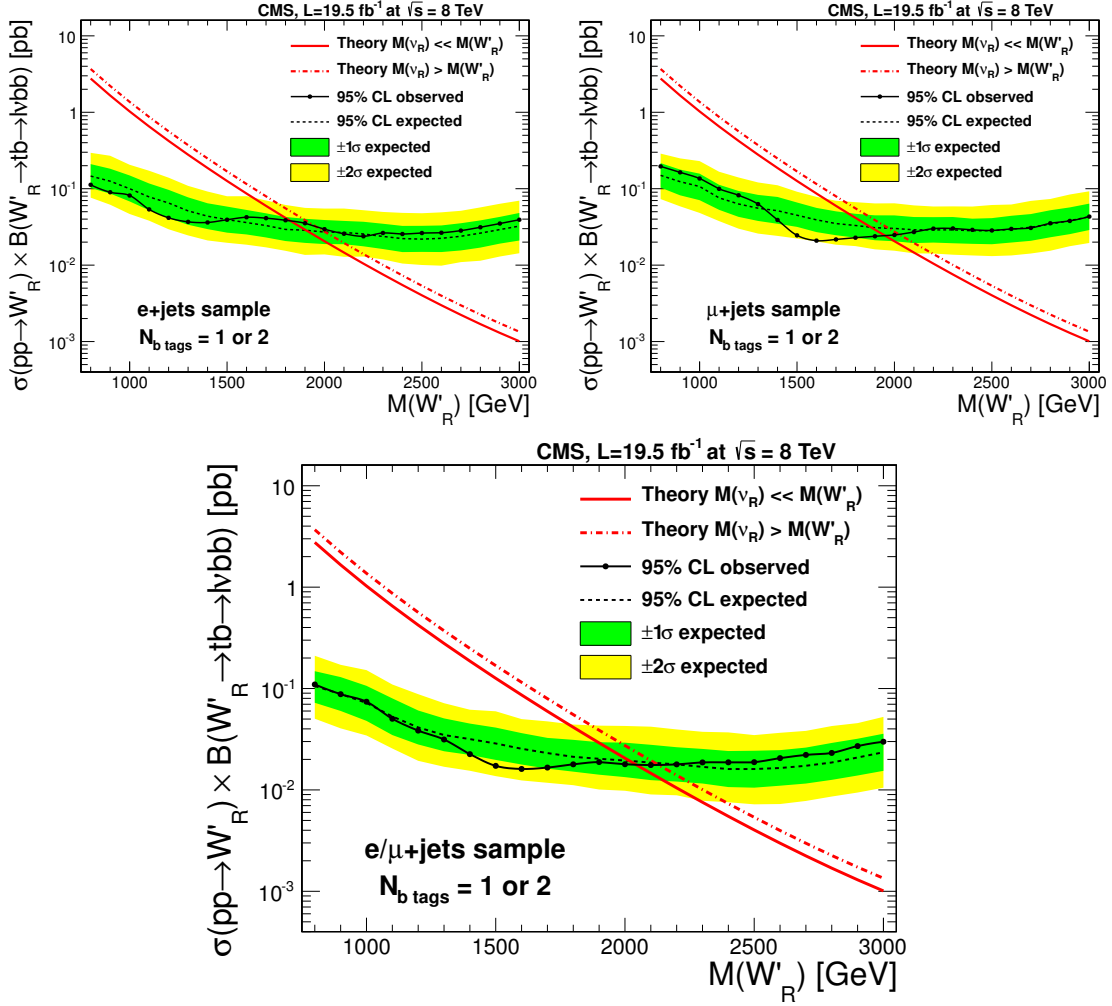 CMS, L=19.5 fb⁻¹ at √s = 8 TeV
σ(pp→W'_R) × B(W'_R→tb→lνbb) [pb]
10
1
10⁻¹
10⁻²
10⁻³
Theory M(ν_R) << M(W'_R)
Theory M(ν_R) > M(W'_R)
95% CL observed
95% CL expected
±1σ expected
±2σ expected
e+jets sample
N_b tags = 1 or 2
1000 1500 2000 2500 3000
M(W'_R) [GeV]
CMS, L=19.5 fb⁻¹ at √s = 8 TeV
σ(pp→W'_R) × B(W'_R→tb→lνbb) [pb]
10
1
10⁻¹
10⁻²
10⁻³
Theory M(ν_R) << M(W'_R)
Theory M(ν_R) > M(W'_R)
95% CL observed
95% CL expected
±1σ expected
±2σ expected
μ+jets sample
N_b tags = 1 or 2
1000 1500 2000 2500 3000
M(W'_R) [GeV]
CMS, L=19.5 fb⁻¹ at √s = 8 TeV
σ(pp→W'_R) × B(W'_R→tb→lνbb) [pb]
10
1
10⁻¹
10⁻²
10⁻³
Theory M(ν_R) << M(W'_R)
Theory M(ν_R) > M(W'_R)
95% CL observed
95% CL expected
±1σ expected
±2σ expected
e/μ+jets sample
N_b tags = 1 or 2
1000 1500 2000 2500 3000
M(W'_R) [GeV]